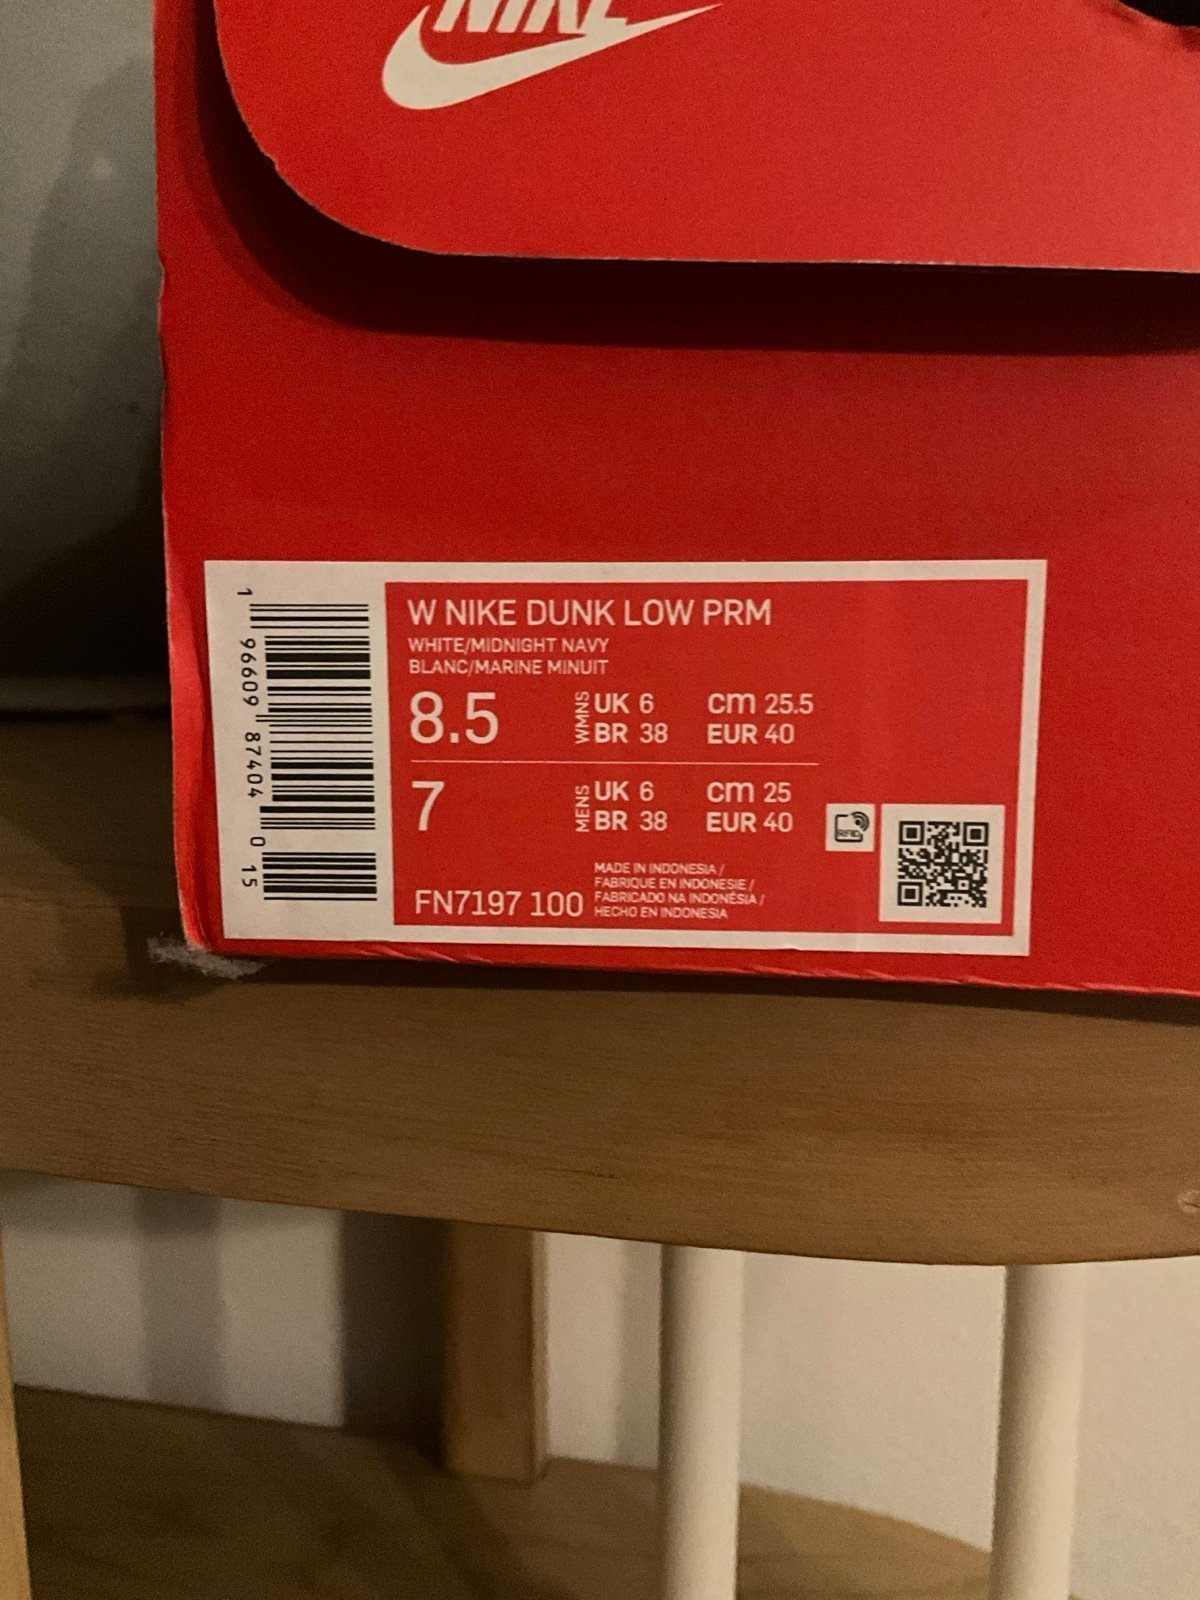 NIKE
W NIKE DUNK LOW PRM
WHITE/MIDNIGHT NAVY
BLANC/MARINE MINUIT
8.5 WMNS UK 6 cm 25.5
BR 38 EUR 40
7 MENS UK 6 cm 25
BR 38 EUR 40
MADE IN INDONESIA /
FABRIQUE EN INDONESIE /
FABRICADO NA INDONÉSIA /
HECHO EN INDONESIA
FN7197 100
RFID
1 96609 87404 0 15